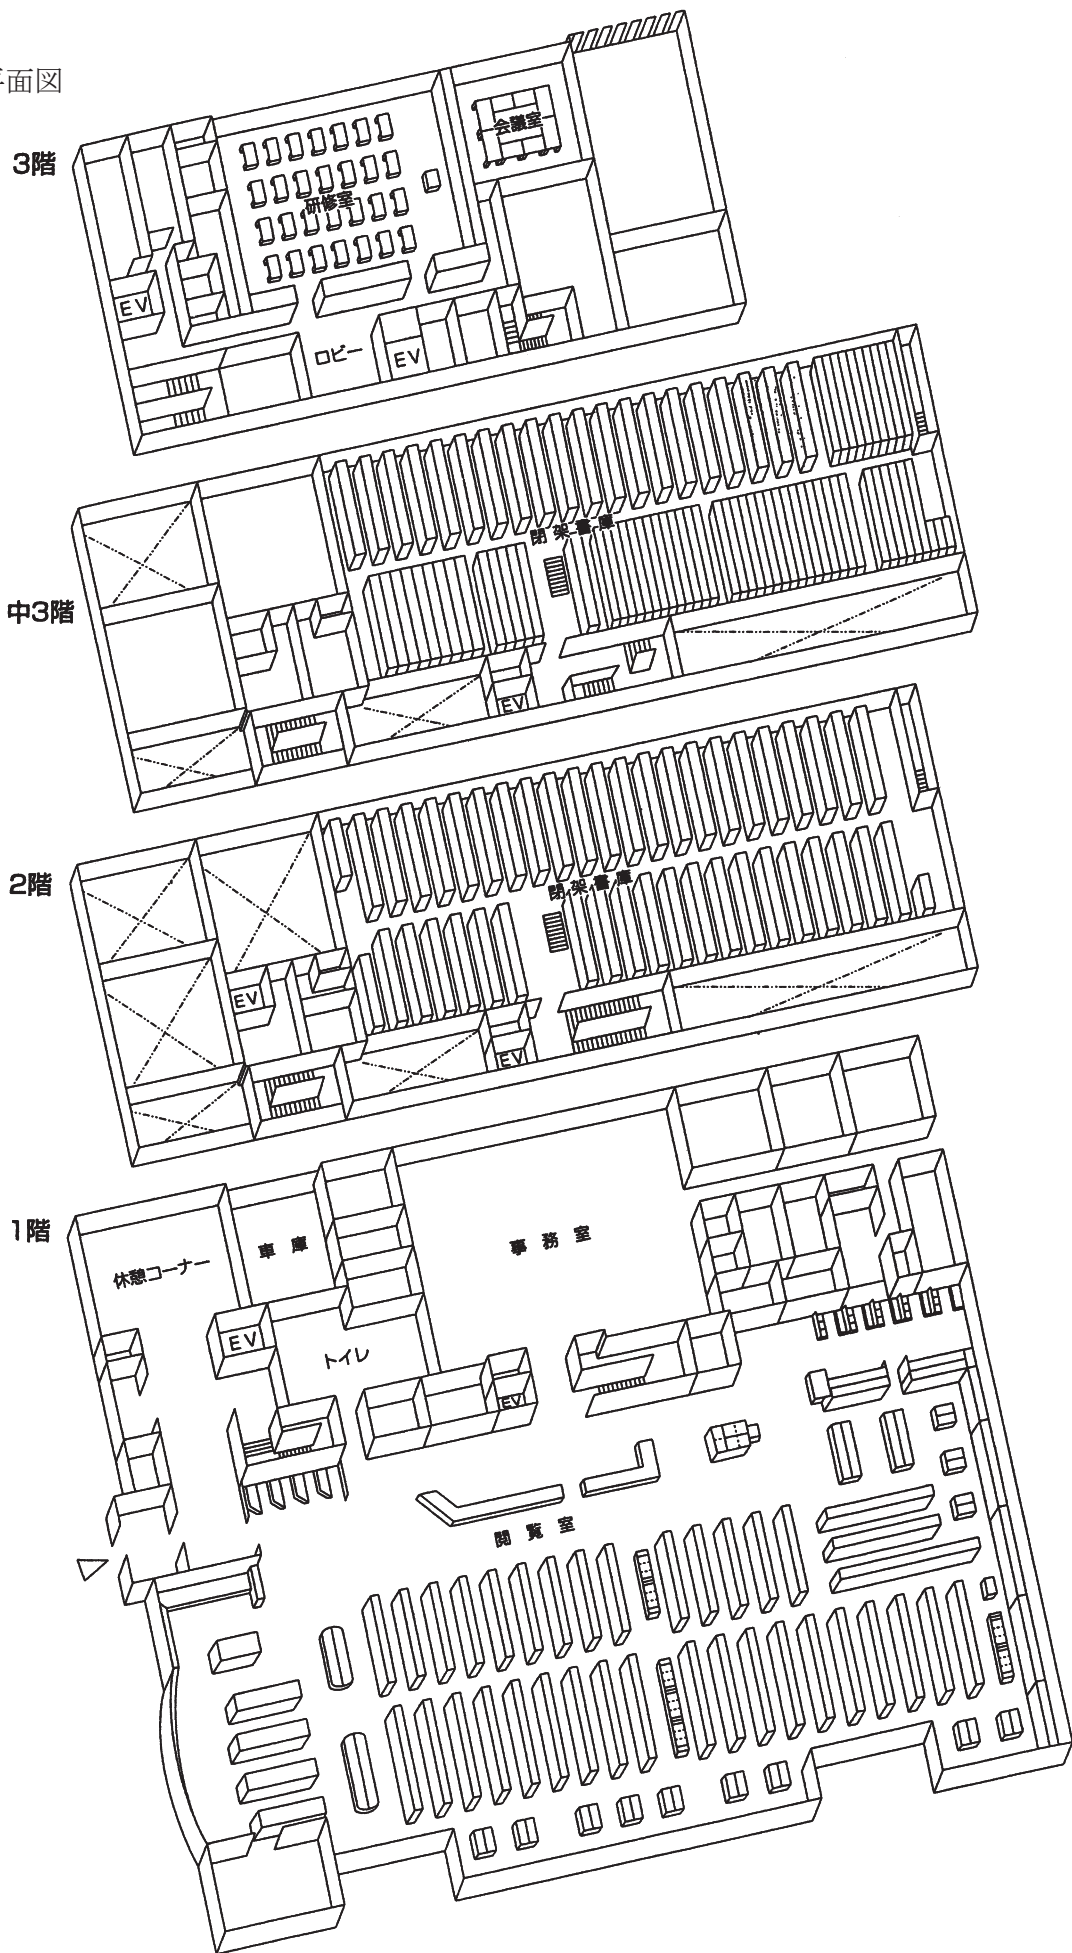 平面図
3階
会議室
研修室
EV
ロビー
EV
中3階
閉架書庫
EV
2階
閉架書庫
EV
EV
1階
休憩コーナー
車庫
事務室
EV
トイレ
EV
閲覧室